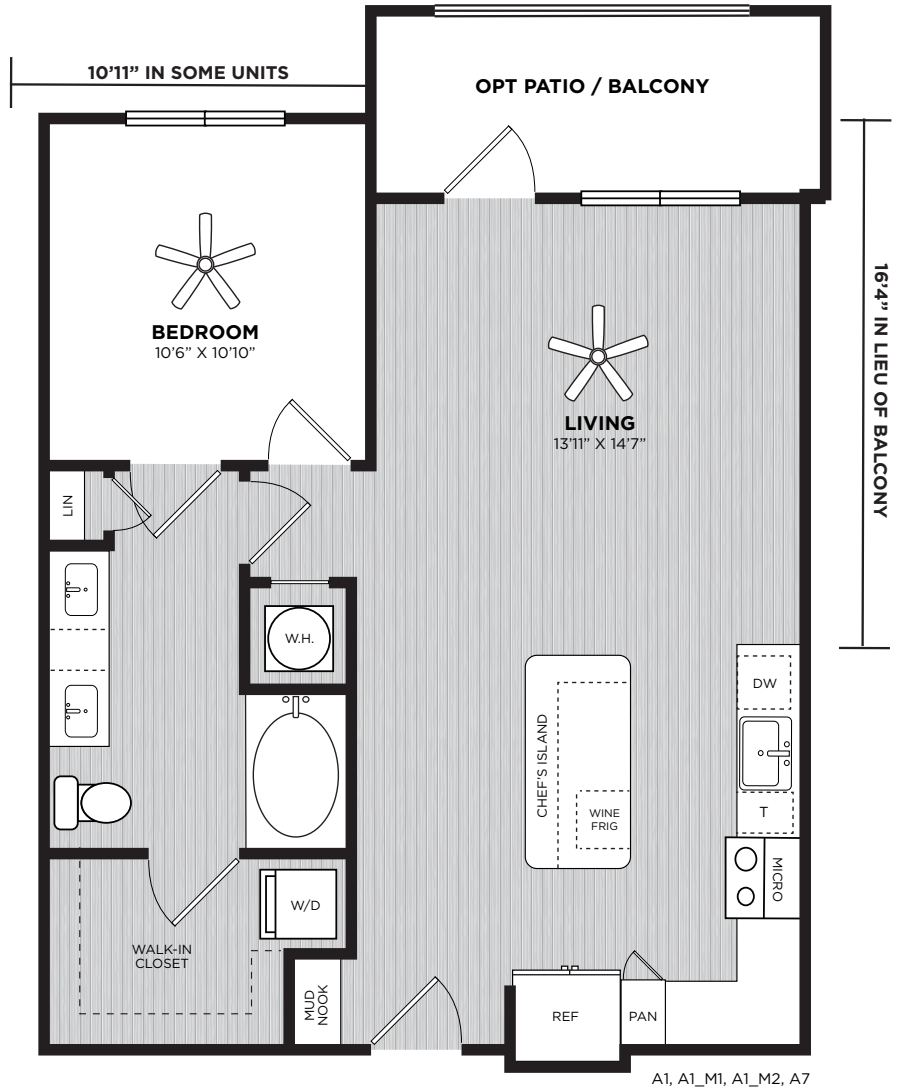 10’11” IN SOME UNITS
OPT PATIO / BALCONY
BEDROOM
10’6” X 10’10”
LIVING
13’11” X 14’7”
16’4” IN LIEU OF BALCONY
LIN
W.H.
DW
CHEF'S ISLAND
WINE
FRIG
T
MICRO
W/D
WALK-IN
CLOSET
MUD
NOOK
REF
PAN
A1, A1_M1, A1_M2, A7